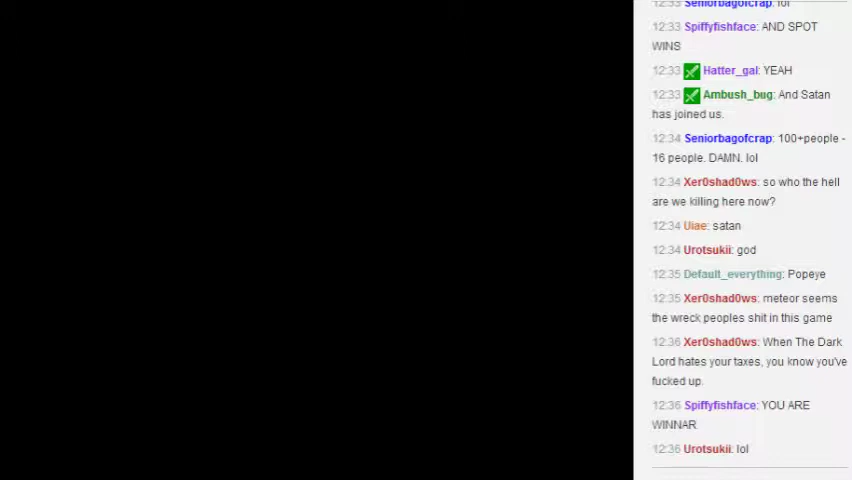 12:33 Seniorbagofcrap: lol
12:33 Spiffyfishface: AND SPOT
WINS
12:33 Hatter_gal: YEAH
12:33 Ambush_bug: And Satan
has joined us.
12:34 Seniorbagofcrap: 100+people -
16 people. DAMN. lol
12:34 Xer0shad0ws: so who the hell
are we killing here now?
12:34 Uiae: satan
12:34 Urotsukii: god
12:35 Default_everything: Popeye
12:35 Xer0shad0ws: meteor seems
the wreck peoples shit in this game
12:36 Xer0shad0ws: When The Dark
Lord hates your taxes, you know you've
fucked up.
12:36 Spiffyfishface: YOU ARE
WINNAR
12:36 Urotsukii: lol